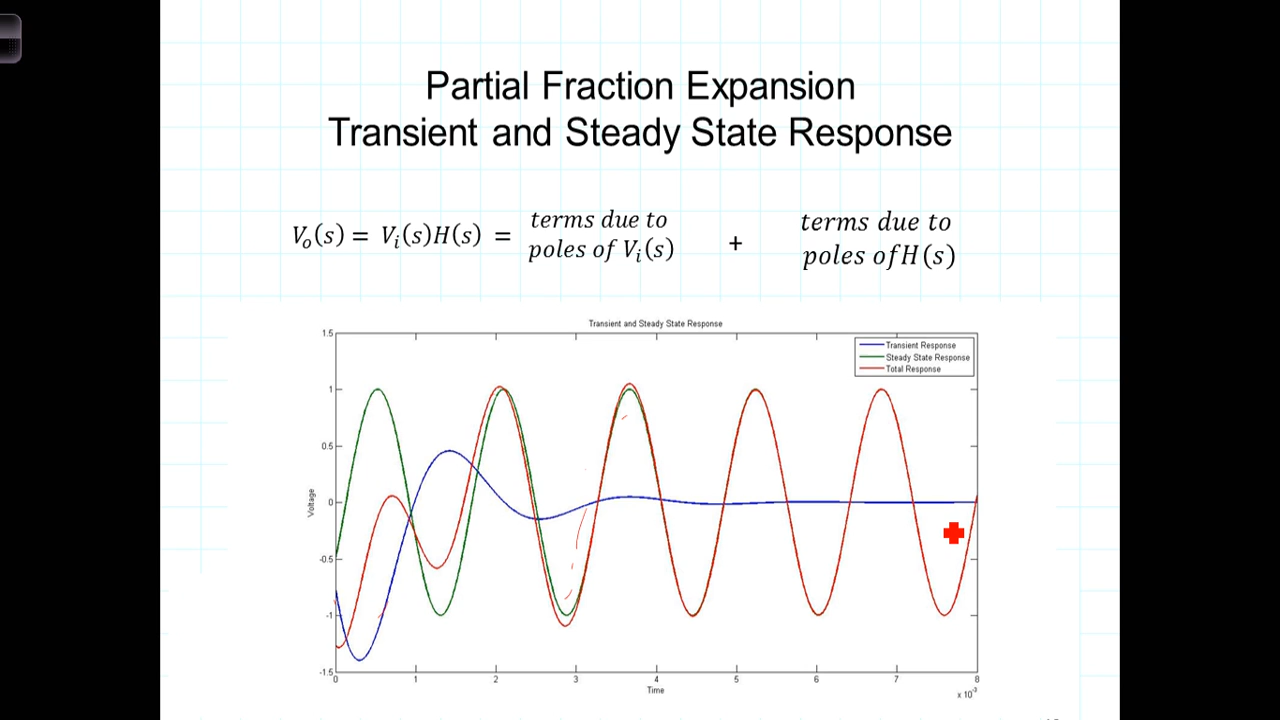 Partial Fraction Expansion
Transient and Steady State Response
V_o(s) = V_i(s)H(s) = terms due to poles of V_i(s) + terms due to poles ofH(s)
Transient and Steady State Response
Transient Response
Steady State Response
Total Response
Voltage
1.5
1
0.5
0
-0.5
-1
-1.5
0 1 2 3 4 5 6 7 8
Time
x 10^-3